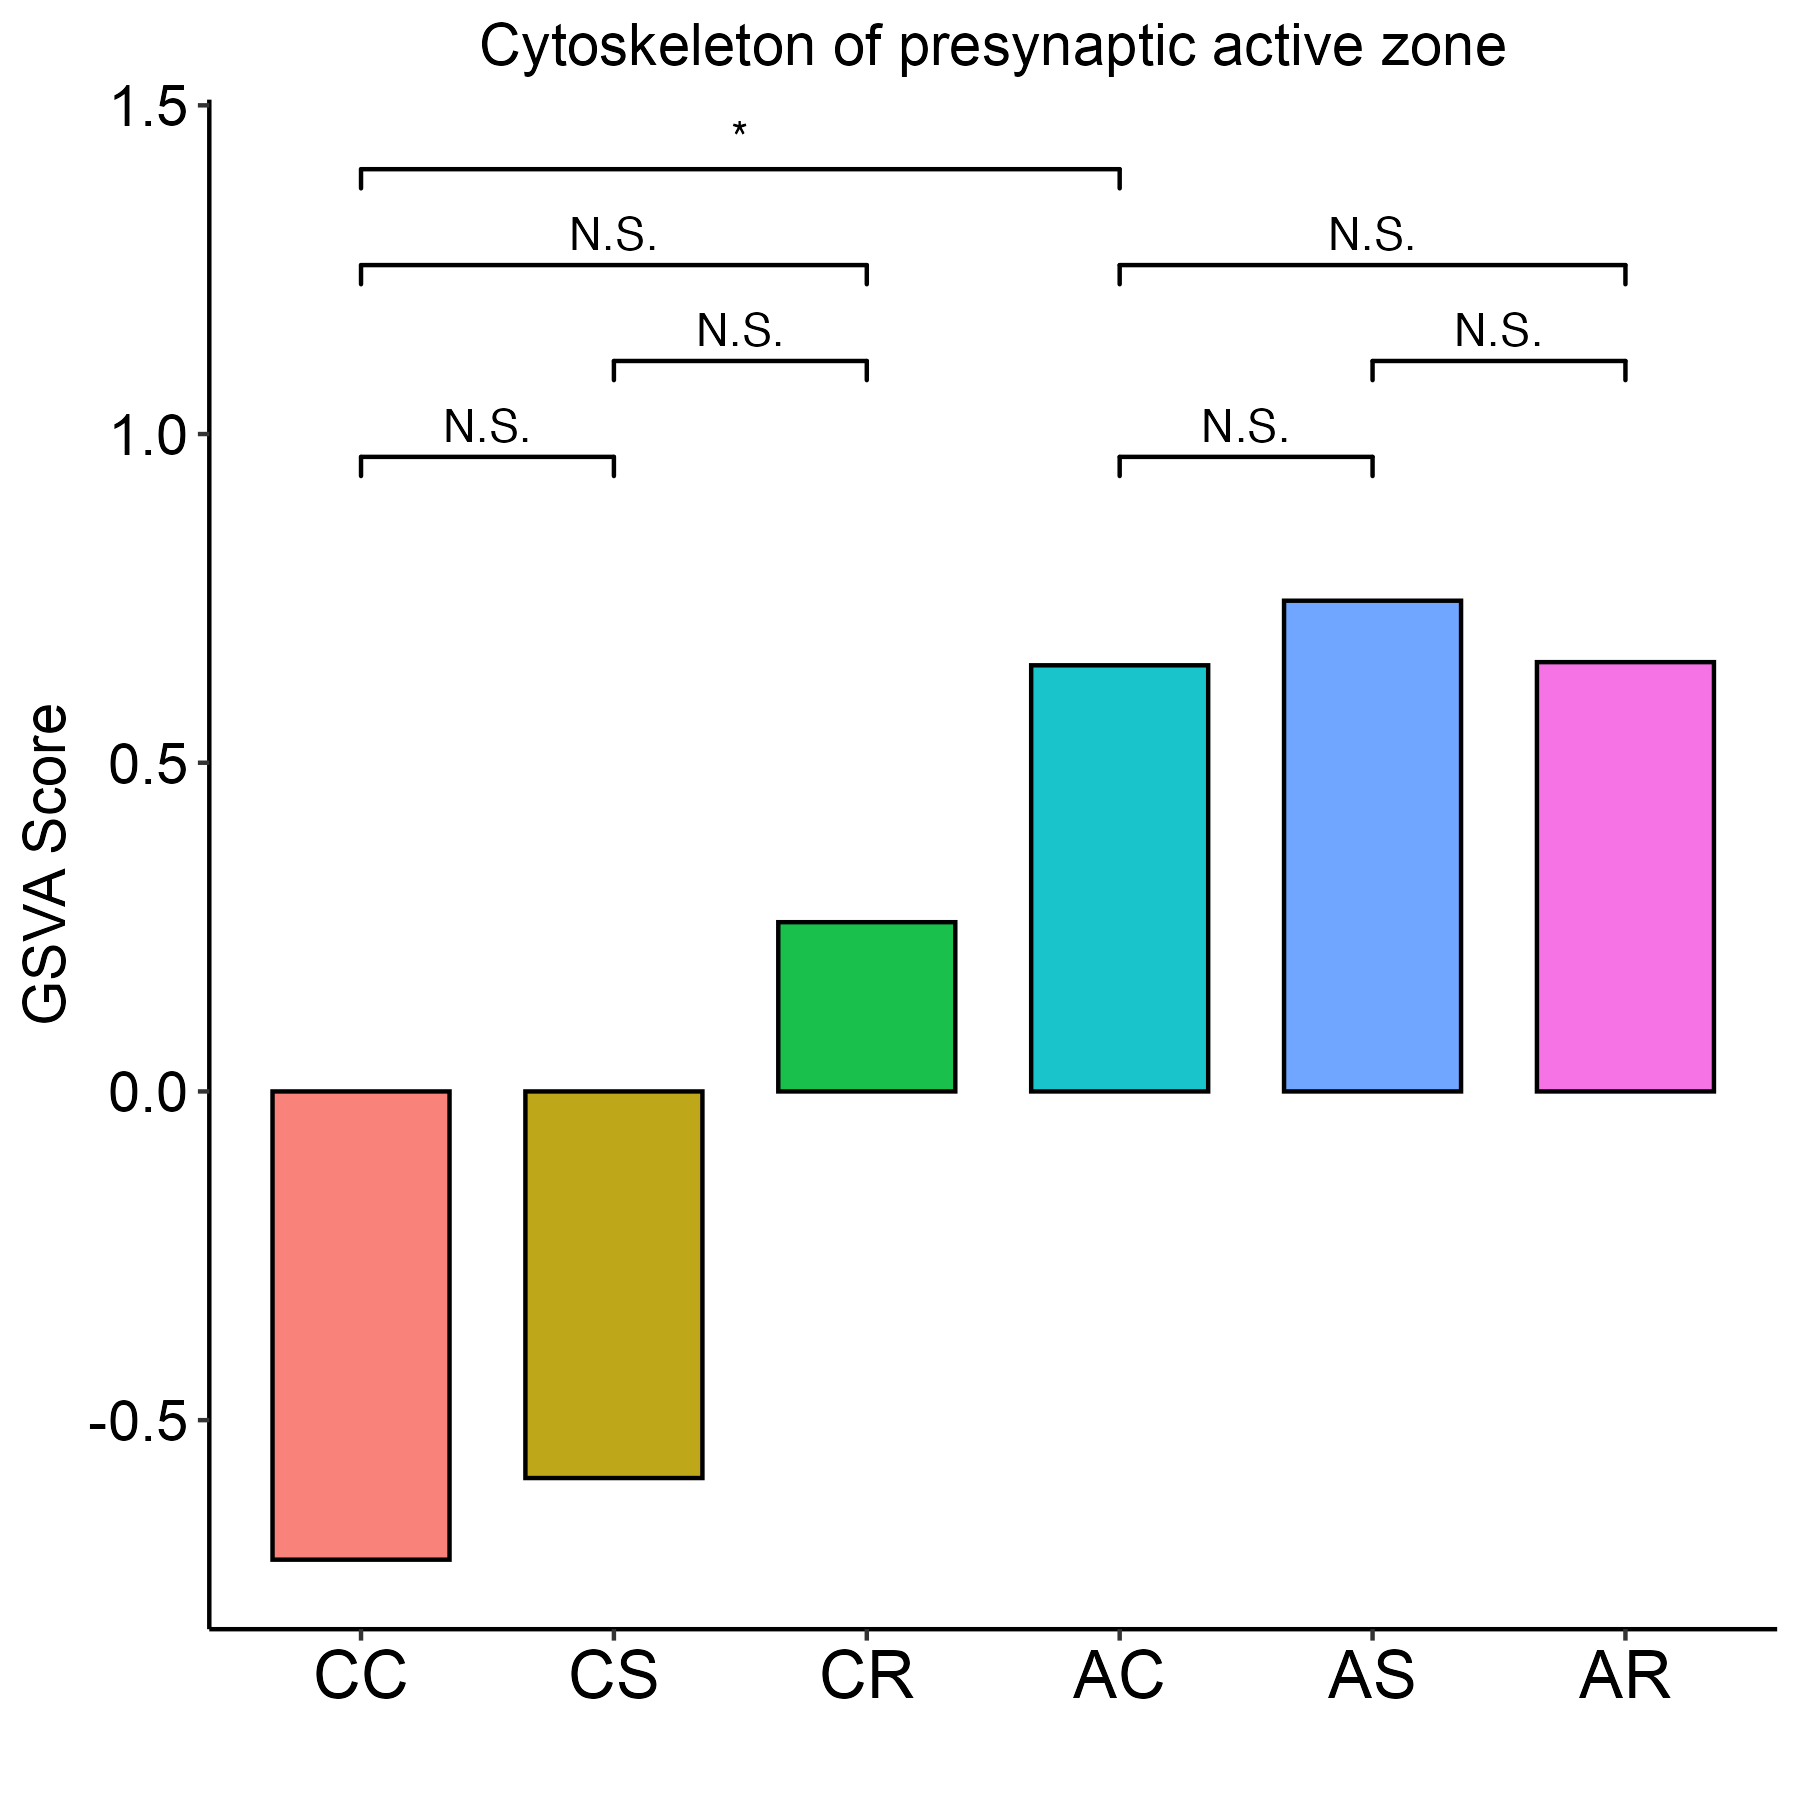 Cytoskeleton of presynaptic active zone
1.5
*
N.S. N.S.
N.S. N.S.
1.0
N.S. N.S.
0.5
GSVA Score
0.0
-0.5
CC CS CR AC AS AR